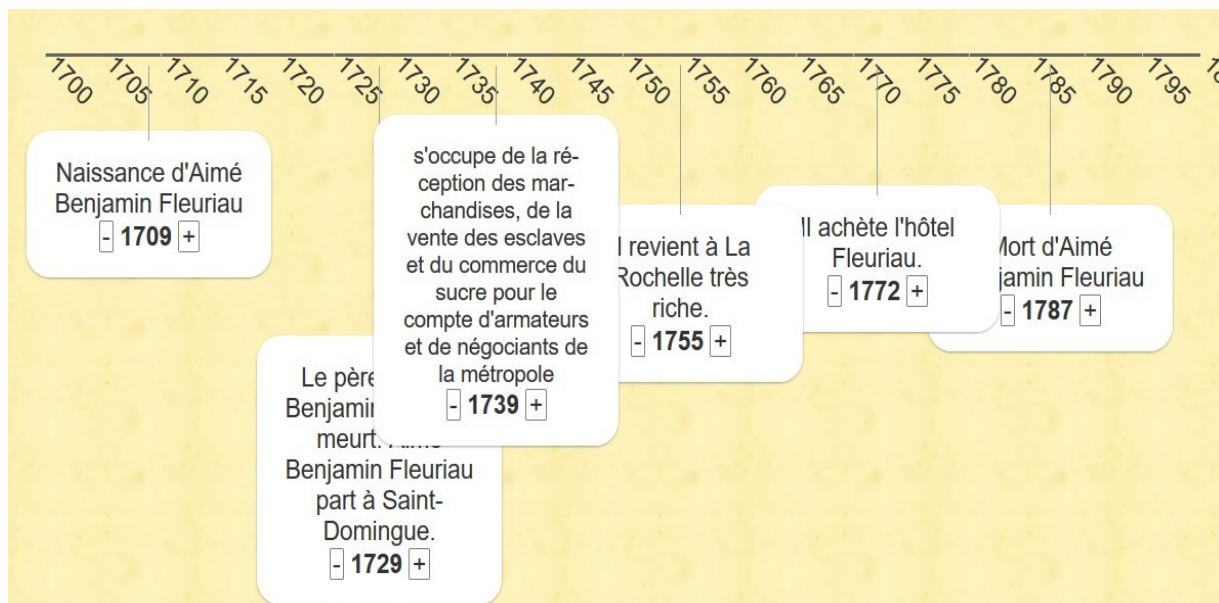 1700 1705 1710 1715 1720 1725 1730 1735 1740 1745 1750 1755 1760 1765 1770 1775 1780 1785 1790 1795
Naissance d'Aimé
Benjamin Fleuriau
- 1709 +
Le père
meurt.
Benjamin Fleuriau
part à Saint-
Domingue.
- 1729 +
s'occupe de la ré-
ception des mar-
chandises, de la
vente des esclaves
et du commerce du
sucre pour le
compte d'armateurs
et de négociants de
la métropole
- 1739 +
revient à La
Rochelle très
riche.
- 1755 +
Il achète l'hôtel
Fleuriau.
- 1772 +
Mort d'Aimé
Fleuriau
- 1787 +